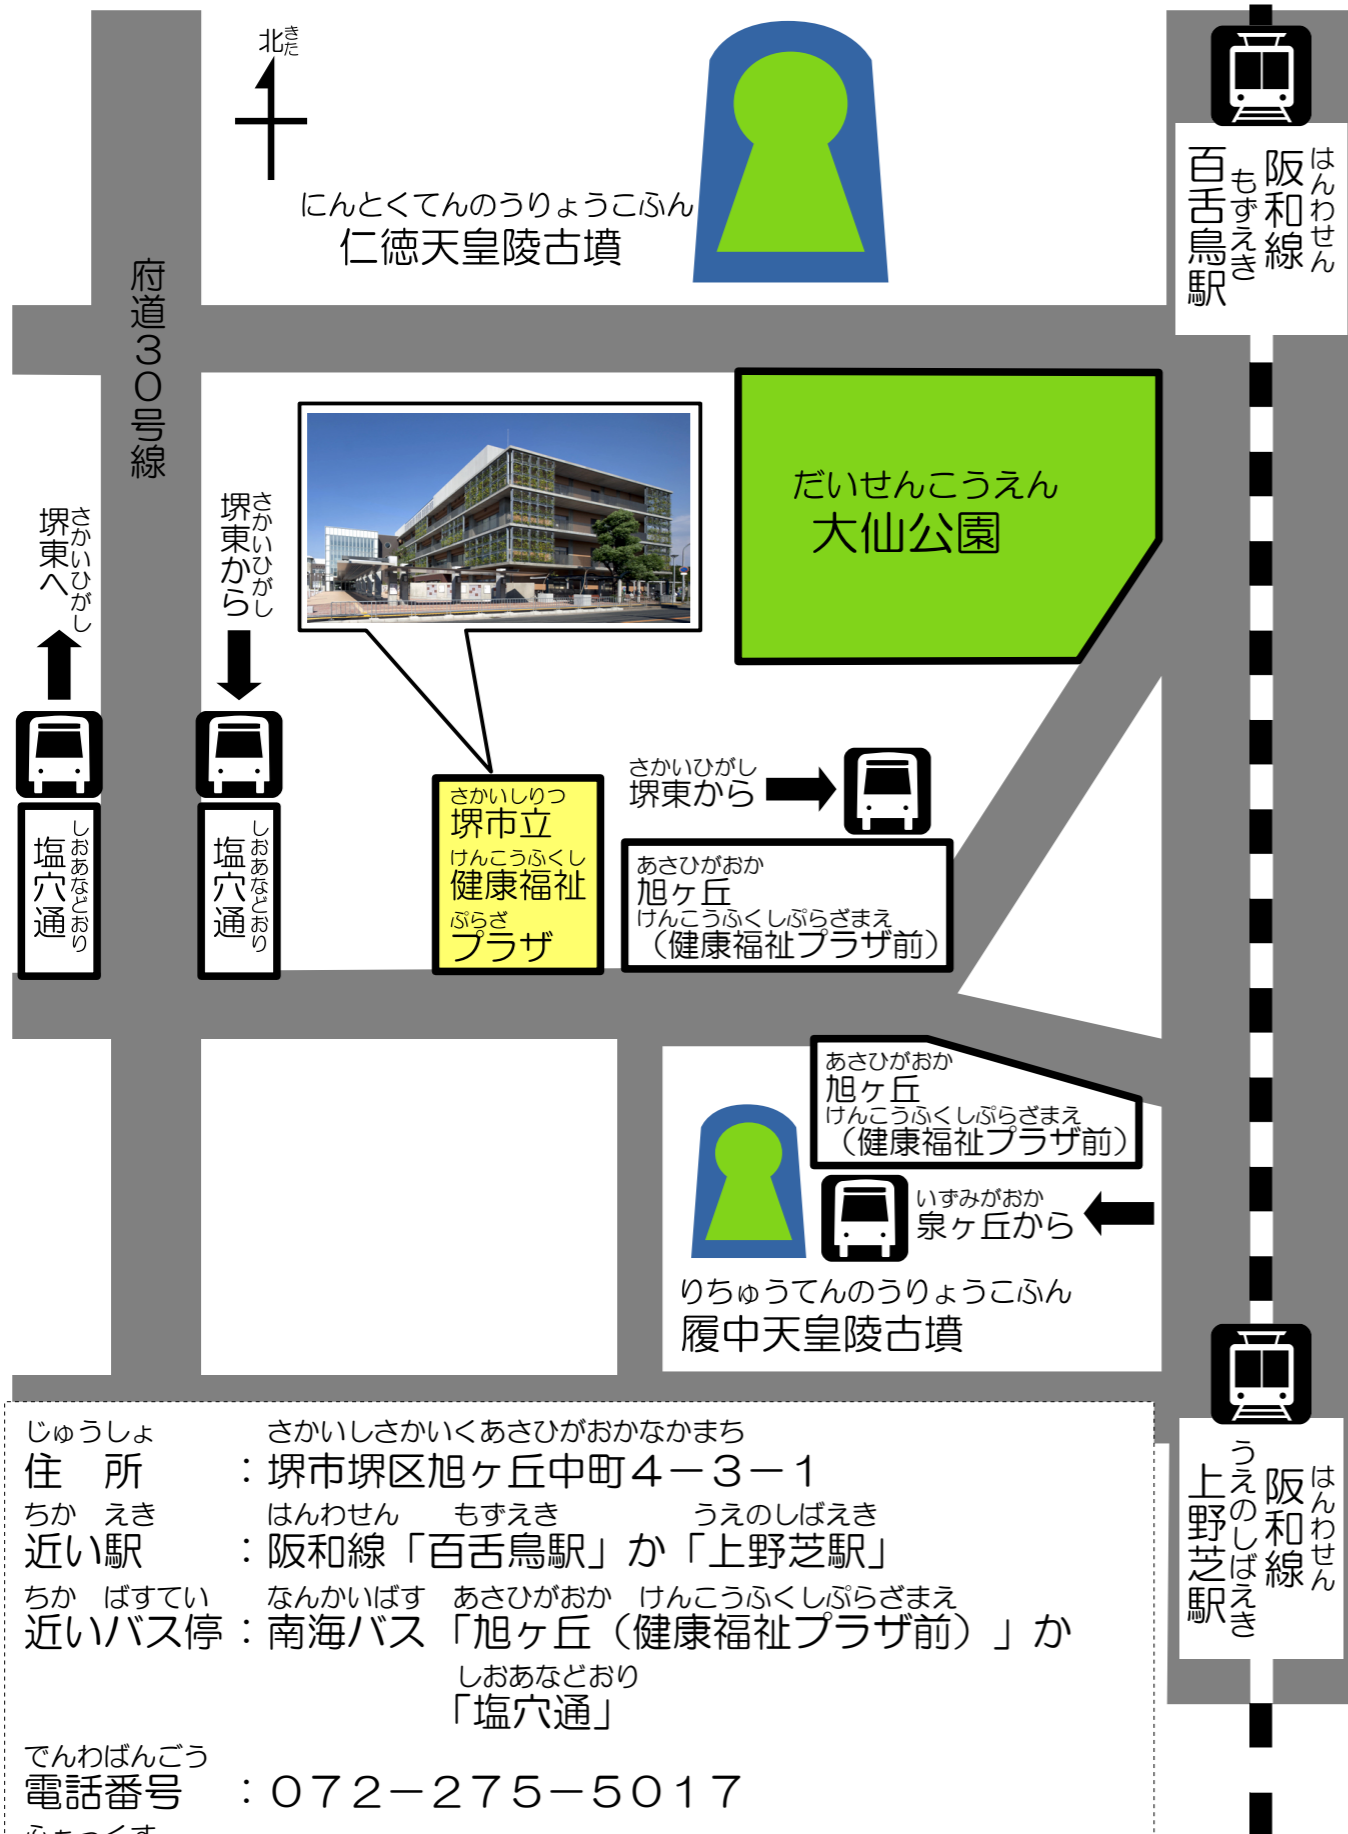 北きた
にんとくてんのうりょうこふん
仁徳天皇陵古墳
はんわせん
阪和線
もずえき
百舌鳥駅
府道３０号線
だいせんこうえん
大仙公園
さかいひがし
堺東へ
さかいひがし
堺東から
しおあなどおり
塩穴通
しおあなどおり
塩穴通
さかいしりつ
堺市立
けんこうふくし
健康福祉
ぷらざ
プラザ
さかいひがし
堺東から
あさひがおか
旭ヶ丘
けんこうふくしぷらざまえ
（健康福祉プラザ前）
あさひがおか
旭ヶ丘
けんこうふくしぷらざまえ
（健康福祉プラザ前）
いずみがおか
泉ヶ丘から
りちゅうてんのうりょうこふん
履中天皇陵古墳
はんわせん
阪和線
うえのしばえき
上野芝駅
じゅうしょ さかいしさかいくあさひがおかなかまち
住　所　：堺市堺区旭ヶ丘中町４－３－１
ちか えき はんわせん もずえき うえのしばえき
近い駅　：阪和線「百舌鳥駅」か「上野芝駅」
ちか ばすてい なんかいばす あさひがおか けんこうふくしぷらざまえ
近いバス停：南海バス「旭ヶ丘（健康福祉プラザ前）」か
しおあなどおり
「塩穴通」
でんわばんごう
電話番号　：０７２－２７５－５０１７